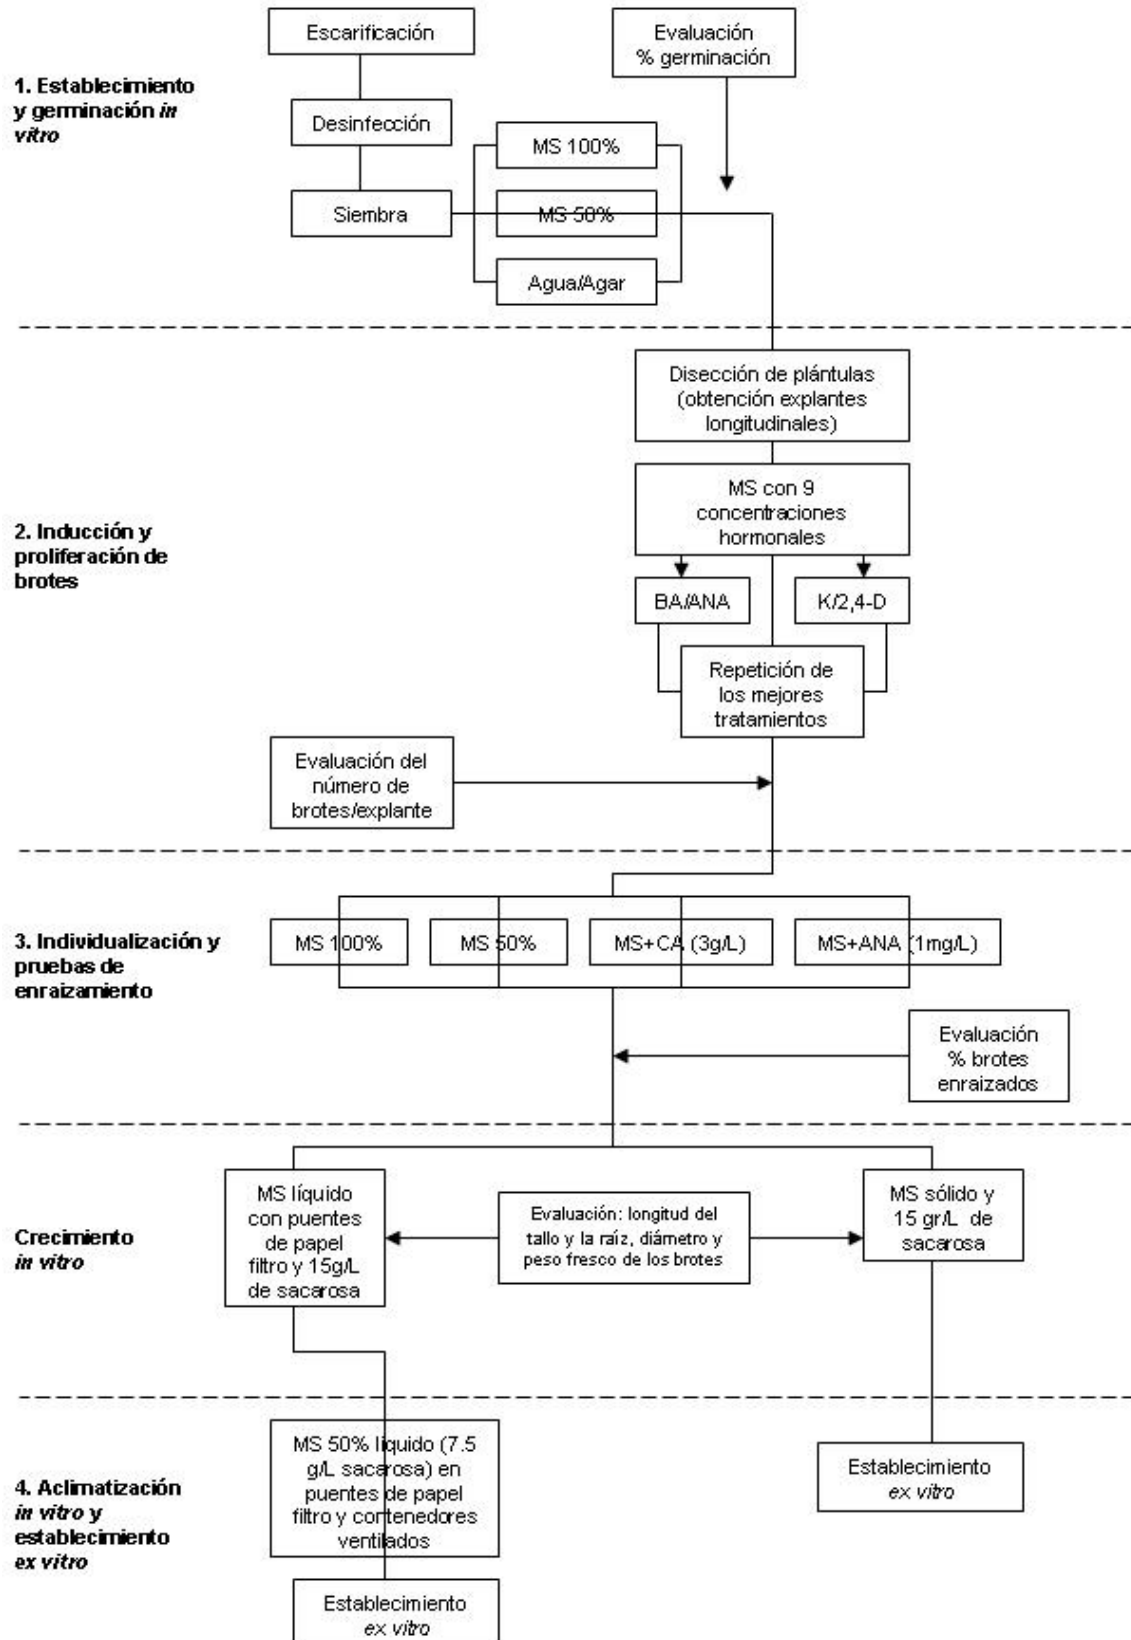 Escarificación
Evaluación
% germinación
1. Establecimiento
y germinación in
vitro
Desinfección
MS 100%
Siembra
MS 50%
Agua/Agar
Disección de plántulas
(obtención explantes
longitudinales)
MS con 9
concentraciones
hormonales
2. Inducción y
proliferación de
brotes
BA/ANA
K/2,4-D
Repetición de
los mejores
tratamientos
Evaluación del
número de
brotes/explante
3. Individualización y
pruebas de
enraizamiento
MS 100%
MS 50%
MS+CA (3g/L)
MS+ANA (1mg/L)
Evaluación
% brotes
enraizados
Crecimiento
in vitro
MS líquido
con puentes
de papel
filtro y 15g/L
de sacarosa
Evaluación: longitud del
tallo y la raíz, diámetro y
peso fresco de los brotes
MS sólido y
15 gr/L de
sacarosa
4. Aclimatización
in vitro y
establecimiento
ex vitro
MS 50% líquido (7.5
g/L sacarosa) en
puentes de papel
filtro y contenedores
ventilados
Establecimiento
ex vitro
Establecimiento
ex vitro